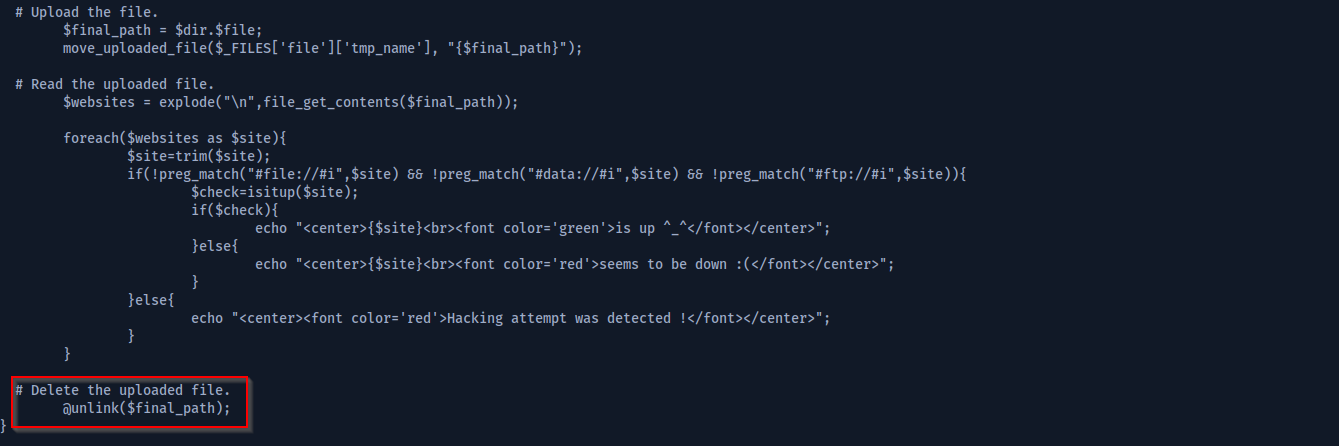 # Upload the file.
$final_path = $dir.$file;
move_uploaded_file($_FILES['file']['tmp_name'], "{$final_path}");
# Read the uploaded file.
$websites = explode("\n",file_get_contents($final_path));
foreach($websites as $site){
$site=trim($site);
if(!preg_match("#file://#i",$site) && !preg_match("#data://#i",$site) && !preg_match("#ftp://#i",$site)){
$check=isitup($site);
if($check){
echo "<center>{$site}<br><font color='green'>is up ^_^</font></center>";
}else{
echo "<center>{$site}<br><font color='red'>seems to be down :(</font></center>";
}
}else{
echo "<center><font color='red'>Hacking attempt was detected !</font></center>";
}
}
# Delete the uploaded file.
@unlink($final_path);
}